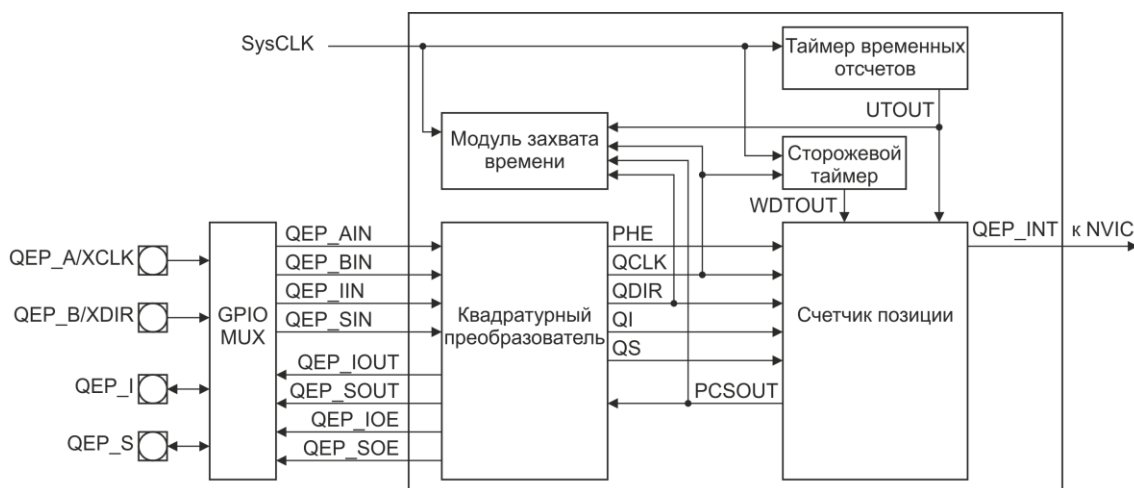 SysCLK
Таймер временных
отсчетов
UTOUT
Модуль захвата
времени
Сторожевой
таймер
WDTOUT
QEP_A/XCLK
QEP_B/XDIR
QEP_I
QEP_S
GPIO
MUX
QEP_AIN
QEP_BIN
QEP_IIN
QEP_SIN
QEP_IOUT
QEP_SOUT
QEP_IOE
QEP_SOE
Квадратурный
преобразователь
PHE
QCLK
QDIR
QI
QS
PCSOUT
Счетчик позиции
QEP_INT к NVIC